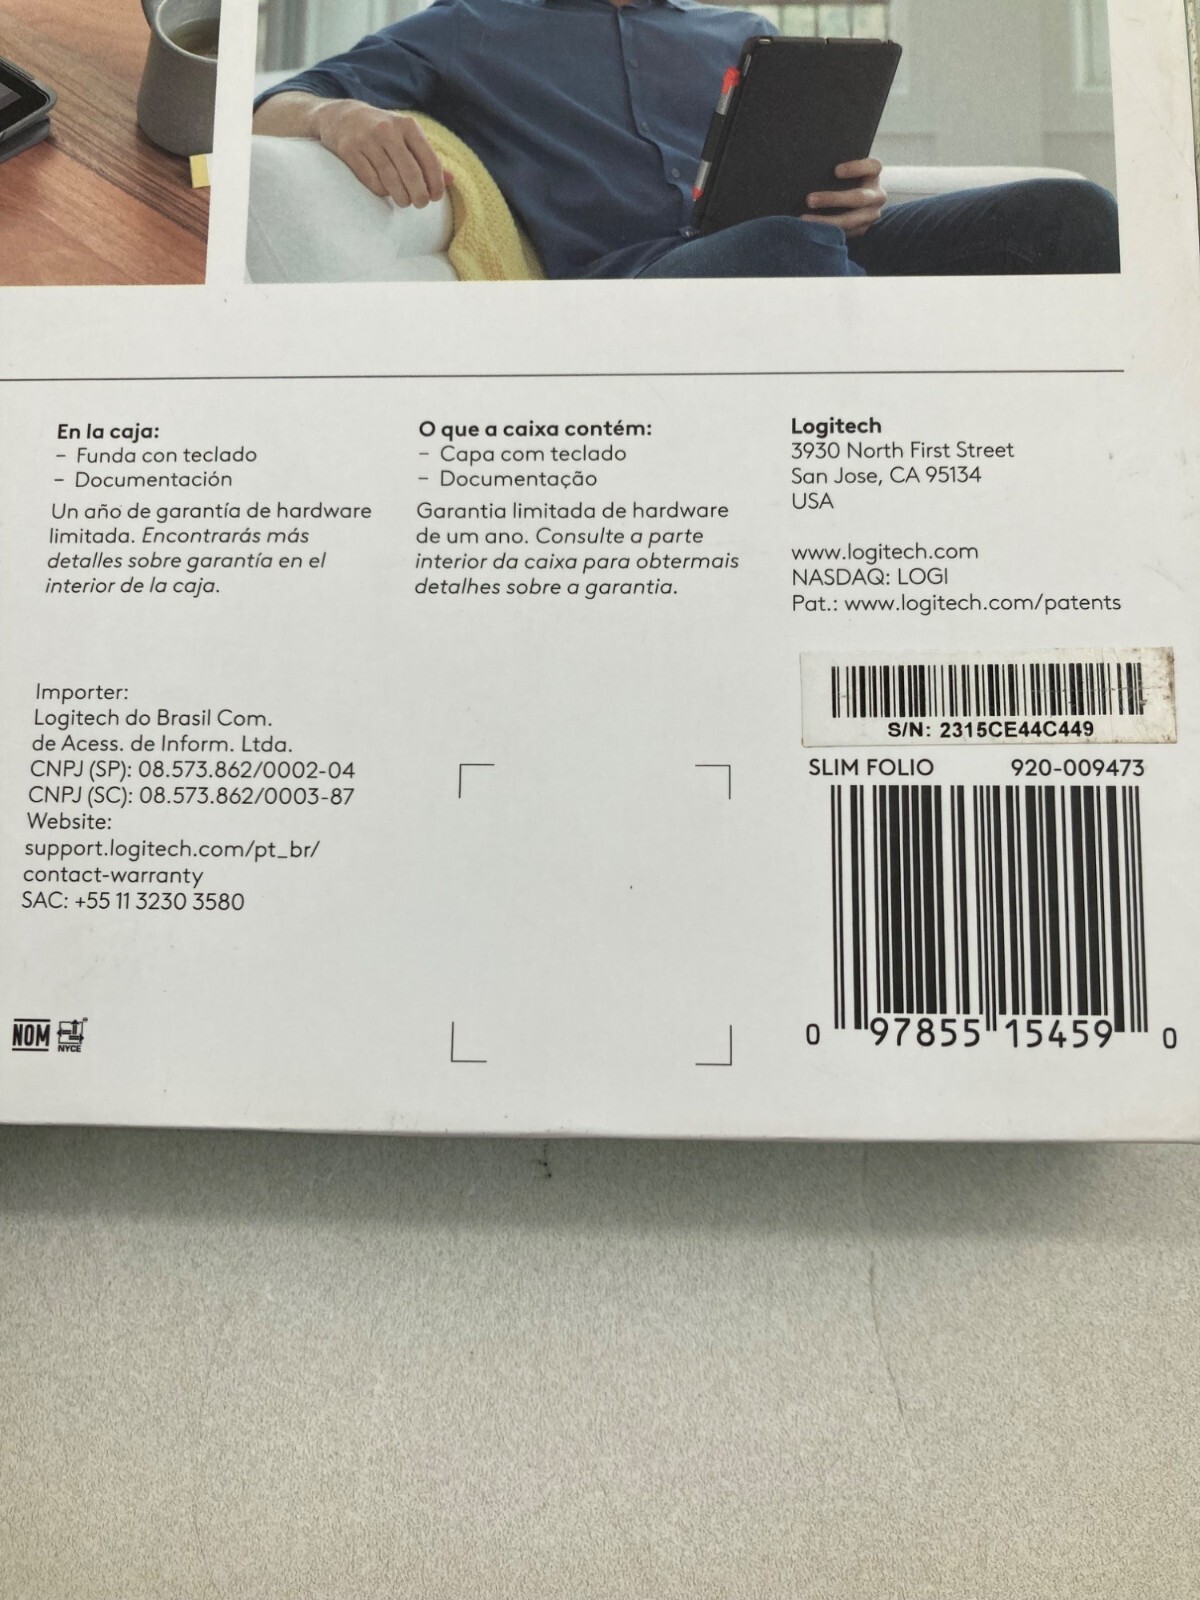 En la caja:
– Funda con teclado
– Documentación
Un año de garantía de hardware
limitada. Encontrarás más
detalles sobre garantía en el
interior de la caja.
O que a caixa contém:
– Capa com teclado
– Documentação
Garantia limitada de hardware
de um ano. Consulte a parte
interior da caixa para obtermais
detalhes sobre a garantia.
Logitech
3930 North First Street
San Jose, CA 95134
USA
www.logitech.com
NASDAQ: LOGI
Pat.: www.logitech.com/patents
Importer:
Logitech do Brasil Com.
de Acess. de Inform. Ltda.
CNPJ (SP): 08.573.862/0002-04
CNPJ (SC): 08.573.862/0003-87
Website:
support.logitech.com/pt_br/
contact-warranty
SAC: +55 11 3230 3580
NOM
NYCE
S/N: 2315CE44C449
SLIM FOLIO 920-009473
0 97855 15459 0